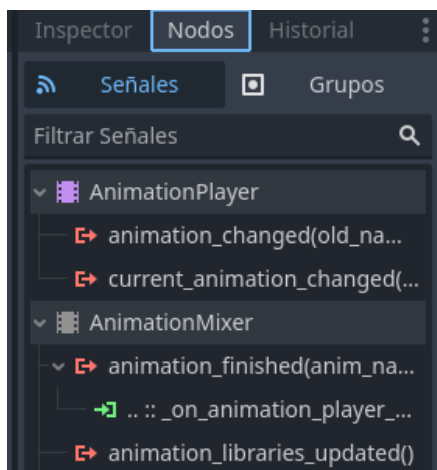 Inspector Nodos Historial
Señales Grupos
Filtrar Señales
AnimationPlayer
animation_changed(old_na...
current_animation_changed(...
AnimationMixer
animation_finished(anim_na...
.. :: _on_animation_player_...
animation_libraries_updated()